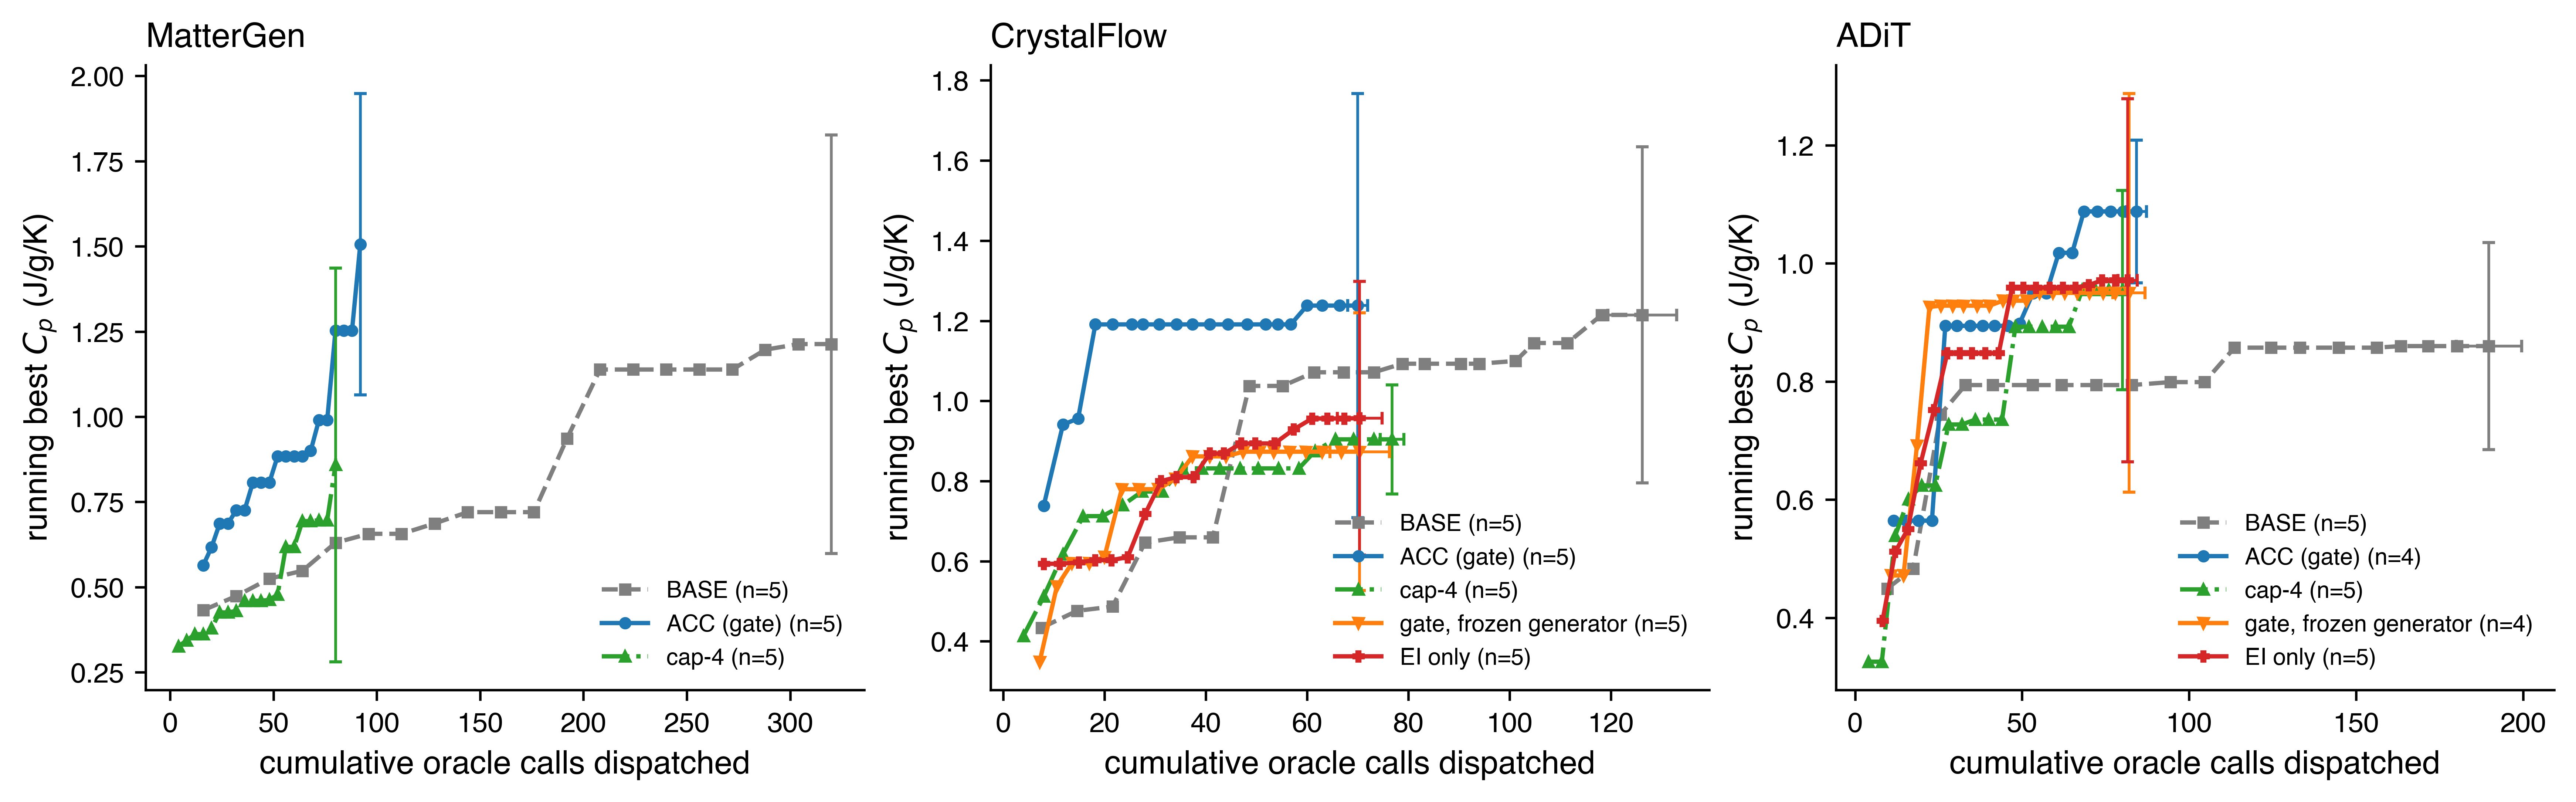 MatterGen
2.00
1.75
1.50
1.25
1.00
0.75
0.50
0.25
running best Cp (J/g/K)
0 50 100 150 200 250 300
cumulative oracle calls dispatched
BASE (n=5)
ACC (gate) (n=5)
cap-4 (n=5)
CrystalFlow
1.8
1.6
1.4
1.2
1.0
0.8
0.6
0.4
running best Cp (J/g/K)
0 20 40 60 80 100 120
cumulative oracle calls dispatched
BASE (n=5)
ACC (gate) (n=5)
cap-4 (n=5)
gate, frozen generator (n=5)
EI only (n=5)
ADiT
1.2
1.0
0.8
0.6
0.4
running best Cp (J/g/K)
0 50 100 150 200
cumulative oracle calls dispatched
BASE (n=5)
ACC (gate) (n=4)
cap-4 (n=5)
gate, frozen generator (n=4)
EI only (n=5)